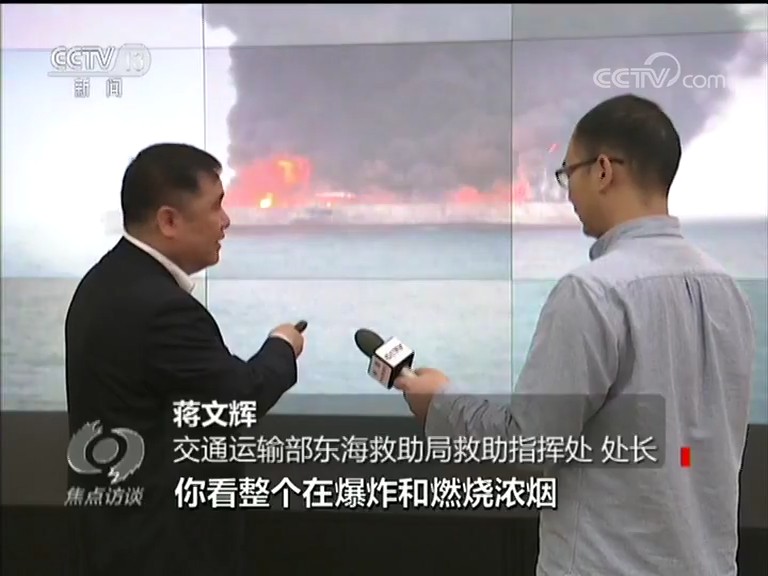 CCTV 13
新闻
CCTV.com
CCTV
蒋文辉
交通运输部东海救助局救助指挥处 处长
焦点访谈
你看整个在爆炸和燃烧浓烟